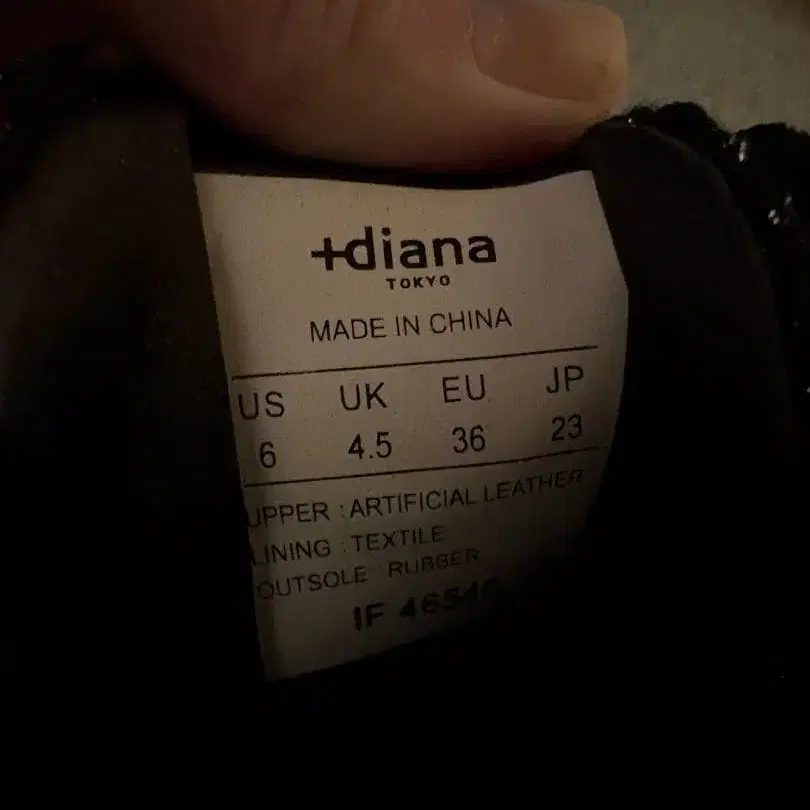 +diana
TOKYO
MADE IN CHINA
US UK EU JP
6 4.5 36 23
UPPER : ARTIFICIAL LEATHER
LINING : TEXTILE
OUTSOLE RUBBER
IF